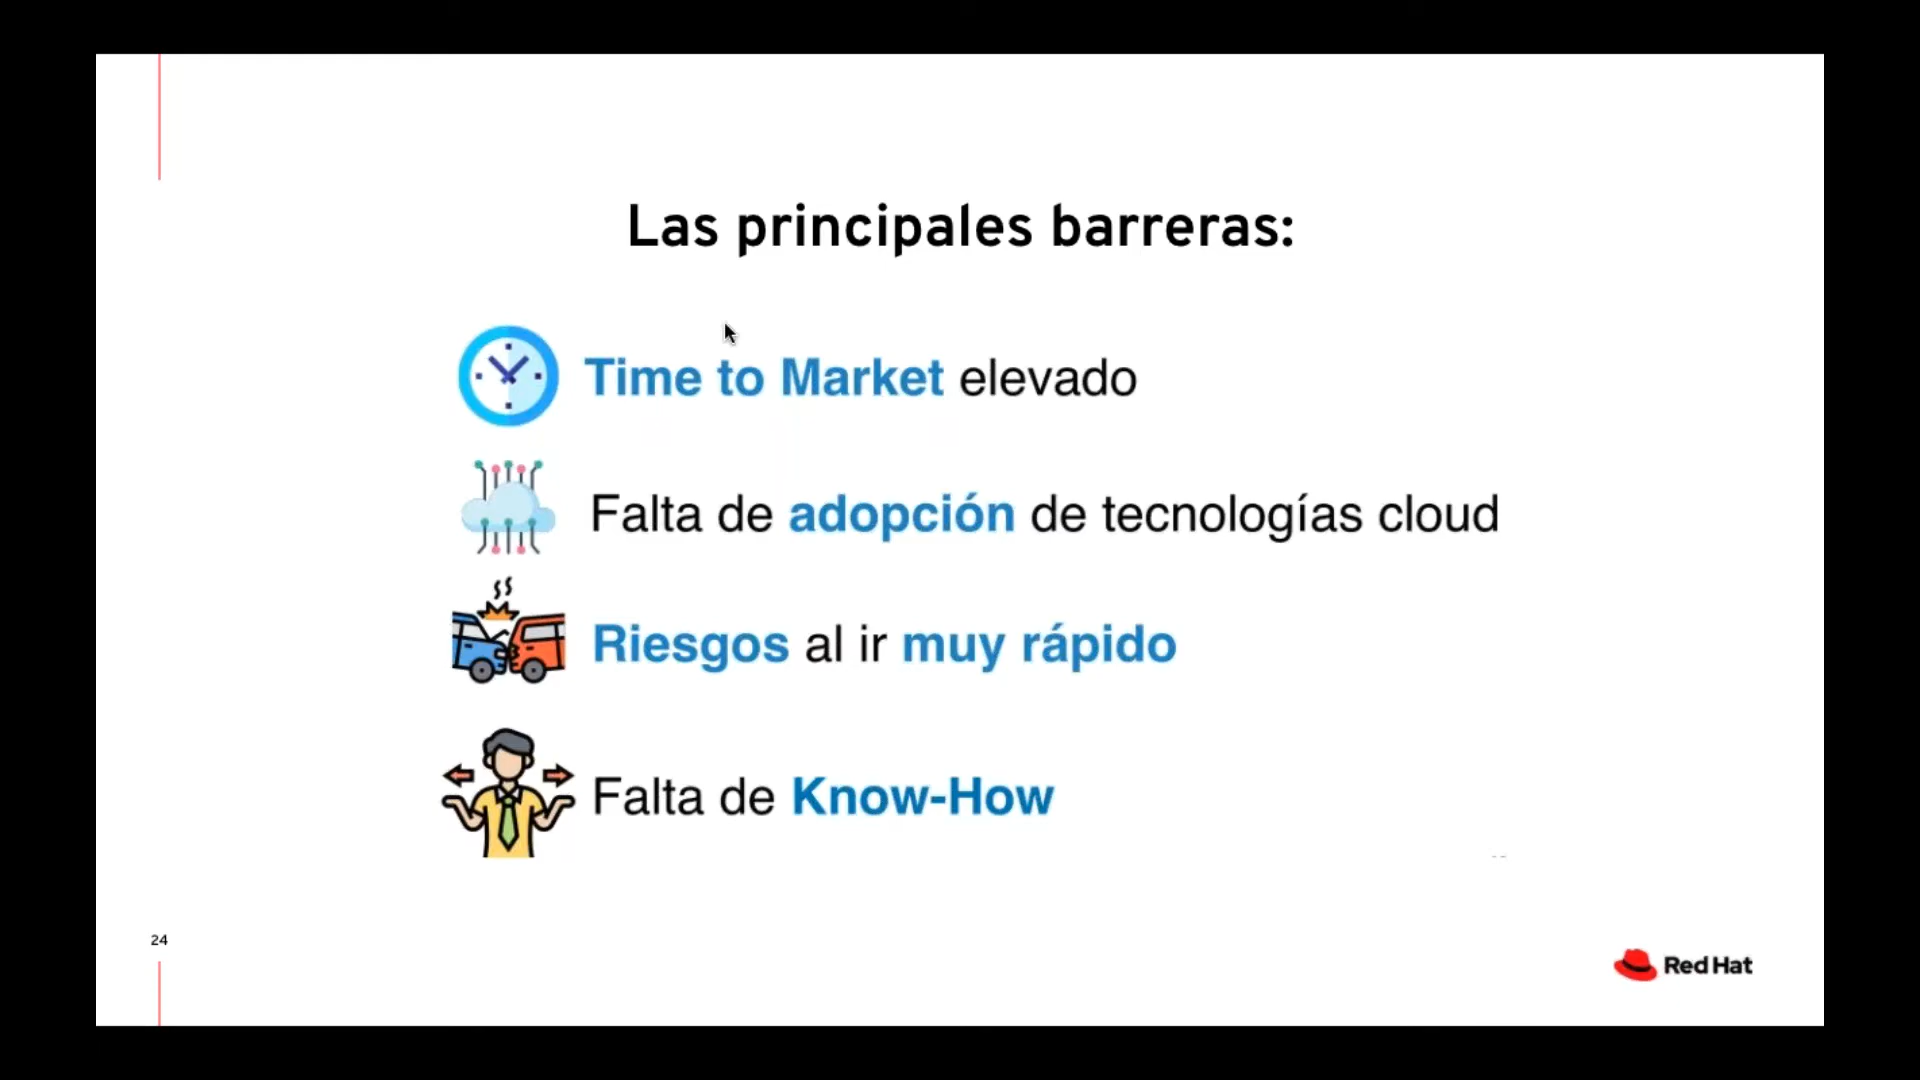 Las principales barreras:
Time to Market elevado
Falta de adopción de tecnologías cloud
Riesgos al ir muy rápido
Falta de Know-How
24
Red Hat